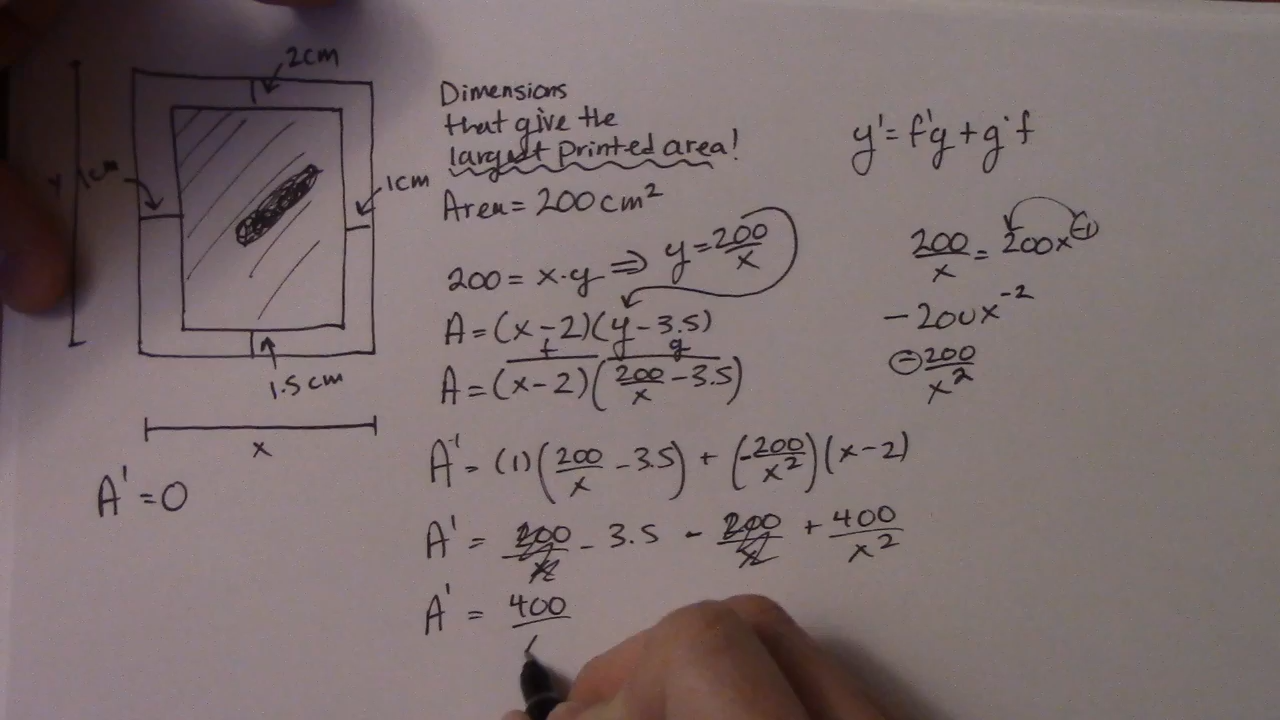 2cm
y
1cm
1cm
1.5cm
x
A' = 0
Dimensions
that give the
largest printed area!
Area = 200cm²
200 = x·y ⇒ y = 200/x
A = (x-2)(y-3.5)
f g
A = (x-2)(200/x - 3.5)
A' = (1)(200/x - 3.5) + (-200/x²)(x-2)
A' = 200/x - 3.5 - 200/x + 400/x²
A' = 400
y' = f'g + g'f
200/x = 200x⁻¹
-200x⁻²
-200/x²